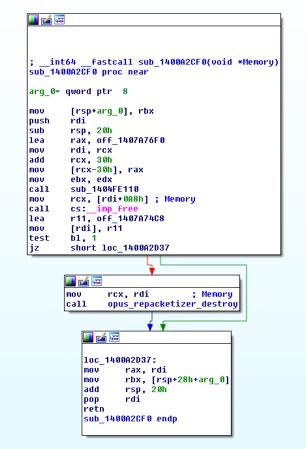 ; __int64 __fastcall sub_1400A2CF0(void *Memory)
sub_1400A2CF0 proc near
arg_0= qword ptr  8
mov     [rsp+arg_0], rbx
push    rdi
sub     rsp, 20h
lea     rax, off_1407A76F0
mov     rdi, rcx
add     rcx, 30h
mov     [rcx-30h], rax
mov     ebx, edx
call    sub_1404FE110
mov     rcx, [rdi+0A8h] ; Memory
call    cs:__imp_free
lea     r11, off_1407A74C8
mov     [rdi], r11
test    bl, 1
jz      short loc_1400A2D37
mov     rcx, rdi        ; Memory
call    opus_repacketizer_destroy
loc_1400A2D37:
mov     rax, rdi
mov     rbx, [rsp+28h+arg_0]
add     rsp, 20h
pop     rdi
retn
sub_1400A2CF0 endp